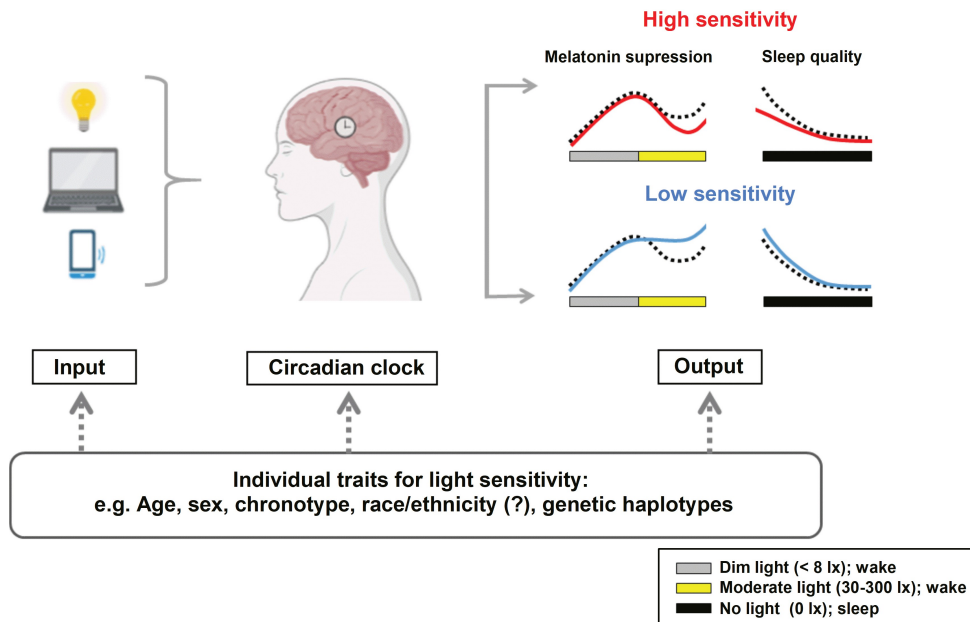 High sensitivity
Melatonin supression
Sleep quality
Low sensitivity
Input
Circadian clock
Output
Individual traits for light sensitivity:
e.g. Age, sex, chronotype, race/ethnicity (?), genetic haplotypes
Dim light (< 8 lx); wake
Moderate light (30-300 lx); wake
No light (0 lx); sleep